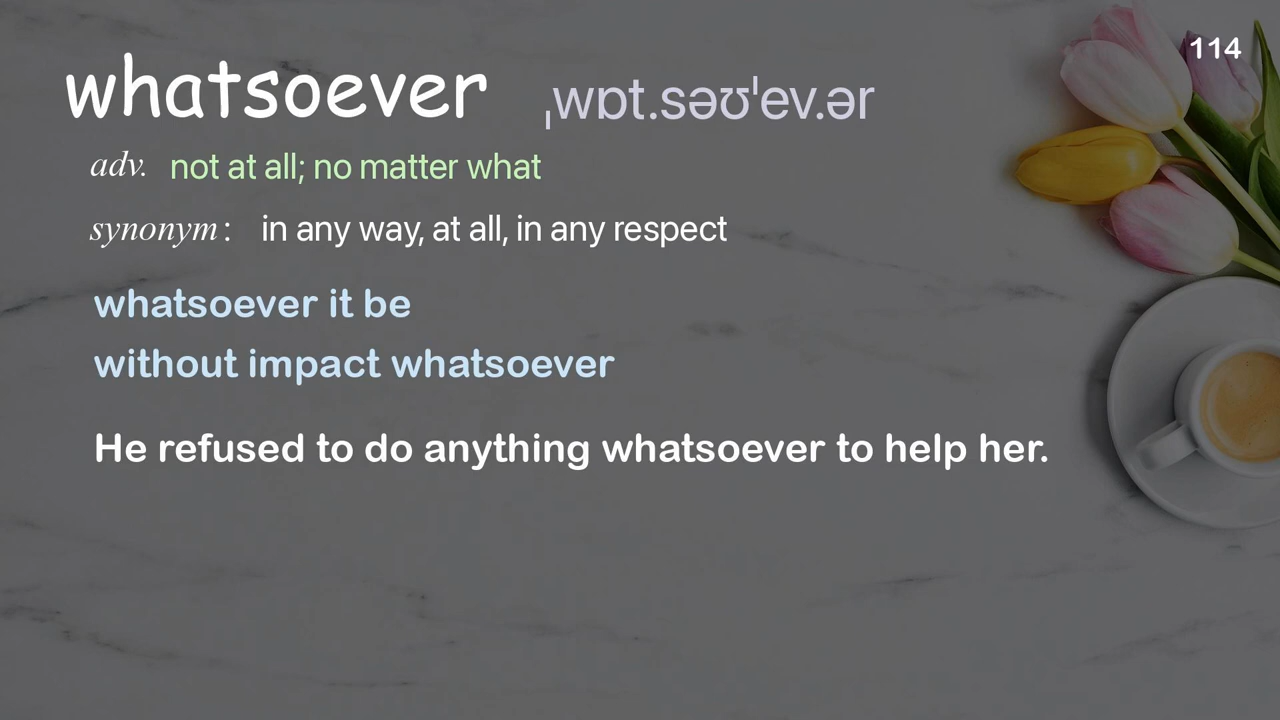 114
whatsoever ˌwɒt.səʊˈev.ər
adv. not at all; no matter what
synonym: in any way, at all, in any respect
whatsoever it be
without impact whatsoever
He refused to do anything whatsoever to help her.